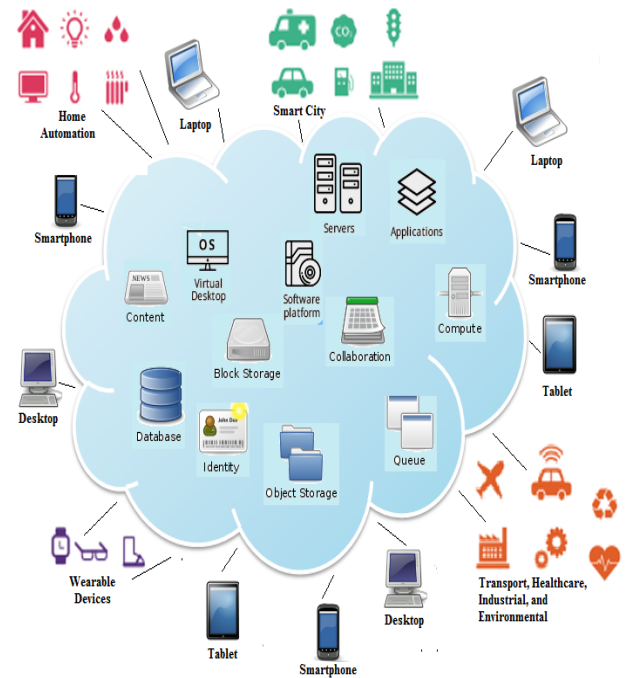 CO₂
Home
Automation
Laptop
Smart City
Laptop
Smartphone
Servers
Applications
OS
Virtual
Desktop
Software
platform
Smartphone
NEWS
Content
Compute
Collaboration
Block Storage
Tablet
Desktop
Database
John Doe
Identity
Queue
Object Storage
Wearable
Devices
Transport, Healthcare,
Industrial, and
Environmental
Desktop
Tablet
Smartphone